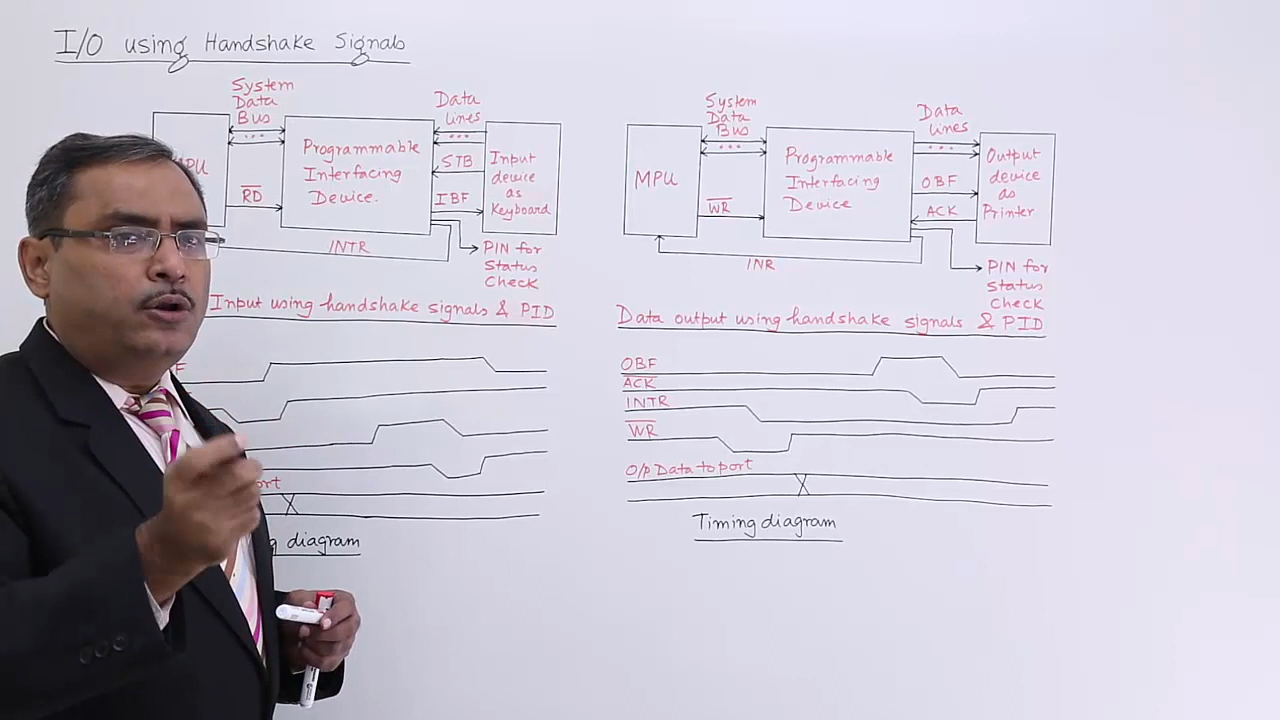 I/O using Handshake Signals
System
Data
Bus
Data
lines
MPU
Programmable
Interfacing
Device.
RD
STB
IBF
Input
device
as
Keyboard
INTR
PIN for
Status
Check
Input using handshake signals & PID
System
Data
Bus
Data
Lines
MPU
Programmable
Interfacing
Device
WR
OBF
ACK
Output
device
as
Printer
INR
PIN for
Status
Check
Data output using handshake signals & PID
OBF
ACK
INTR
WR
O/p Data to port
Timing diagram
diagram